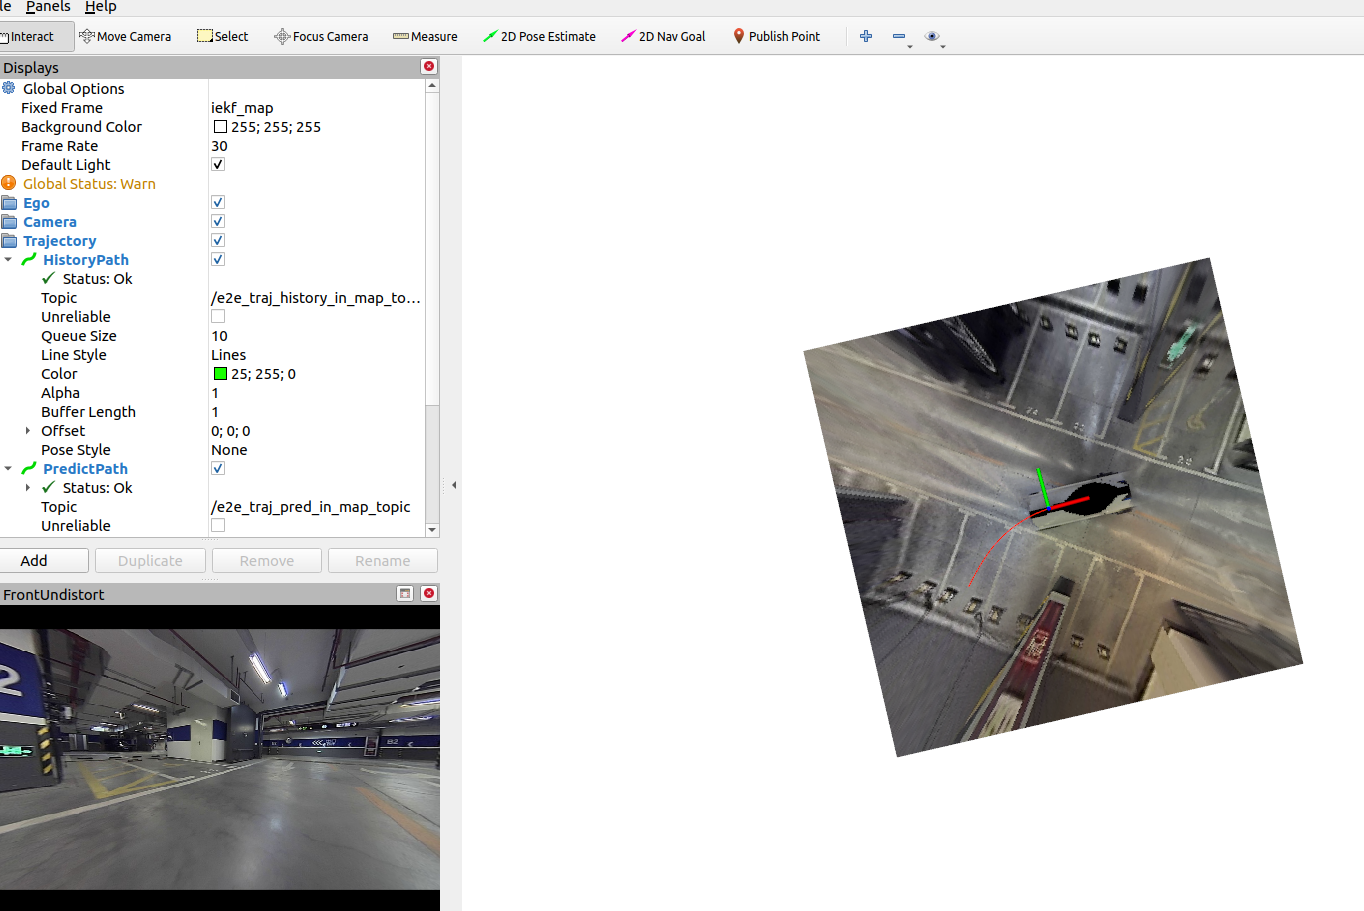 le Panels Help
Interact Move Camera Select Focus Camera Measure 2D Pose Estimate 2D Nav Goal Publish Point
Displays
Global Options
Fixed Frame iekf_map
Background Color 255; 255; 255
Frame Rate 30
Default Light
Global Status: Warn
Ego
Camera
Trajectory
HistoryPath
Status: Ok
Topic /e2e_traj_history_in_map_to...
Unreliable
Queue Size 10
Line Style Lines
Color 25; 255; 0
Alpha 1
Buffer Length 1
Offset 0; 0; 0
Pose Style None
PredictPath
Status: Ok
Topic /e2e_traj_pred_in_map_topic
Unreliable
Add Duplicate Remove Rename
FrontUndistort
2
B2